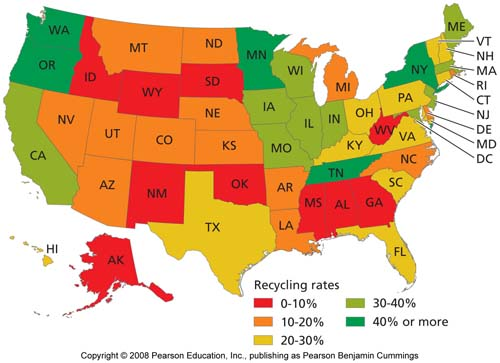 WA
OR
CA
ID
NV
AZ
MT
WY
UT
CO
NM
ND
SD
NE
KS
OK
TX
MN
IA
MO
AR
LA
WI
IL
IN
MI
OH
KY
TN
MS
AL
GA
FL
SC
NC
VA
WV
PA
NY
ME
VT
NH
MA
RI
CT
NJ
DE
MD
DC
HI
AK
Recycling rates
0-10%
10-20%
20-30%
30-40%
40% or more
Copyright © 2008 Pearson Education, Inc., publishing as Pearson Benjamin Cummings